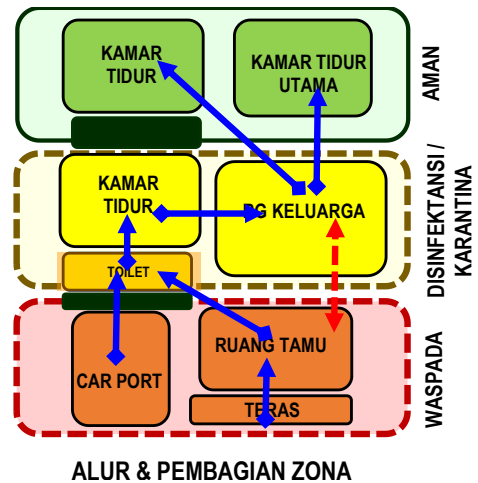 KAMAR
TIDUR
KAMAR TIDUR
UTAMA
AMAN
KAMAR
TIDUR
RG KELUARGA
DISINFEKTANSI /
KARANTINA
TOILET
RUANG TAMU
CAR PORT
TERAS
WASPADA
ALUR & PEMBAGIAN ZONA